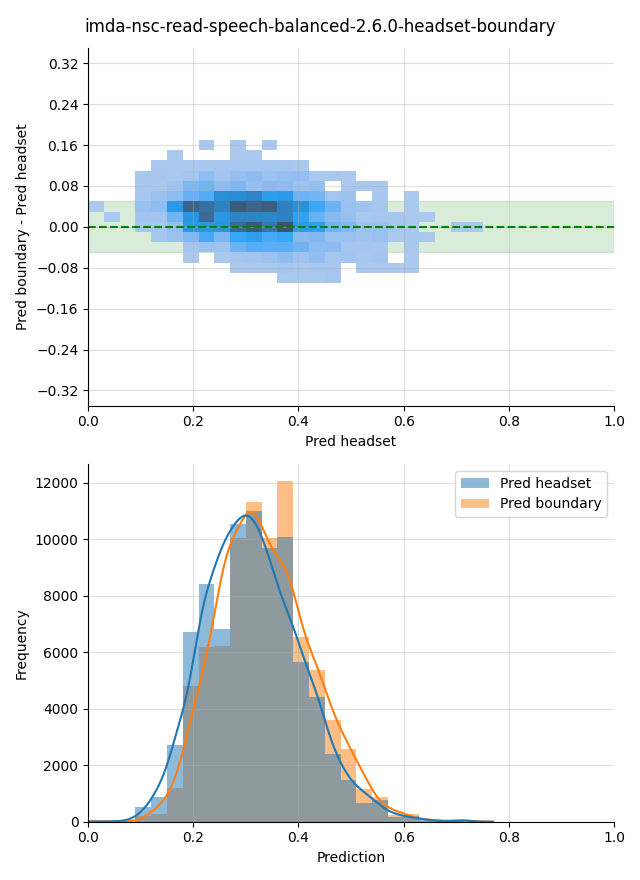 imda-nsc-read-speech-balanced-2.6.0-headset-boundary
0.32
0.24
0.16
0.08
0.00
−0.08
−0.16
−0.24
−0.32
Pred boundary - Pred headset
0.0 0.2 0.4 0.6 0.8 1.0
Pred headset
12000
10000
8000
6000
4000
2000
0
Frequency
Pred headset
Pred boundary
0.0 0.2 0.4 0.6 0.8 1.0
Prediction